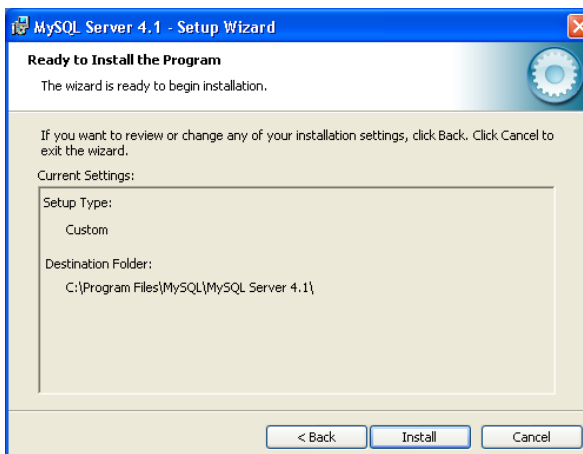 MySQL Server 4.1 - Setup Wizard
Ready to Install the Program
The wizard is ready to begin installation.
If you want to review or change any of your installation settings, click Back. Click Cancel to
exit the wizard.
Current Settings:
Setup Type:
Custom
Destination Folder:
C:\Program Files\MySQL\MySQL Server 4.1\
< Back Install Cancel